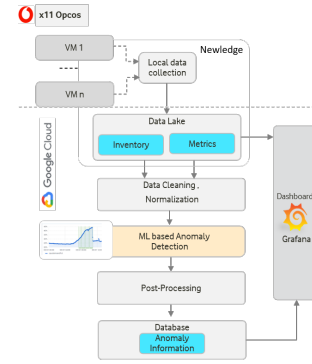 x11 Opcos
VM 1
Newledge
Local data
collection
VM n
Data Lake
Inventory
Metrics
Google Cloud
Data Cleaning ,
Normalization
Dashboard
Grafana
ML based Anomaly
Detection
Post-Processing
Database
Anomaly
Information